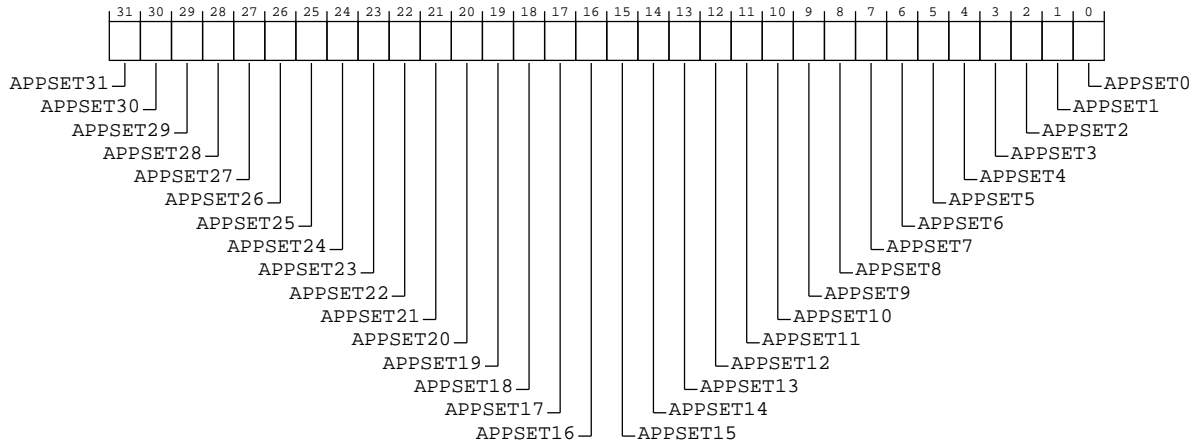 31 30 29 28 27 26 25 24 23 22 21 20 19 18 17 16 15 14 13 12 11 10 9 8 7 6 5 4 3 2 1 0
APPSET31 APPSET0
APPSET30 APPSET1
APPSET29 APPSET2
APPSET28 APPSET3
APPSET27 APPSET4
APPSET26 APPSET5
APPSET25 APPSET6
APPSET24 APPSET7
APPSET23 APPSET8
APPSET22 APPSET9
APPSET21 APPSET10
APPSET20 APPSET11
APPSET19 APPSET12
APPSET18 APPSET13
APPSET17 APPSET14
APPSET16 APPSET15